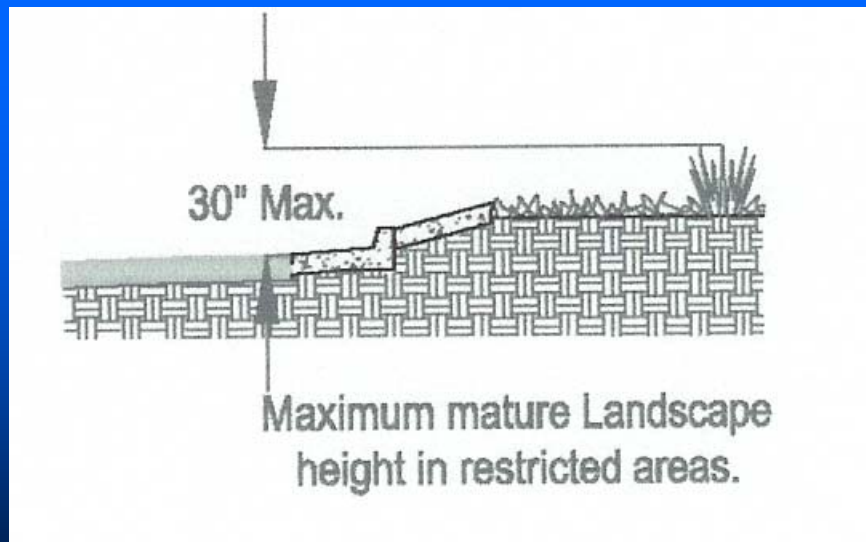 30" Max.
Maximum mature Landscape
height in restricted areas.